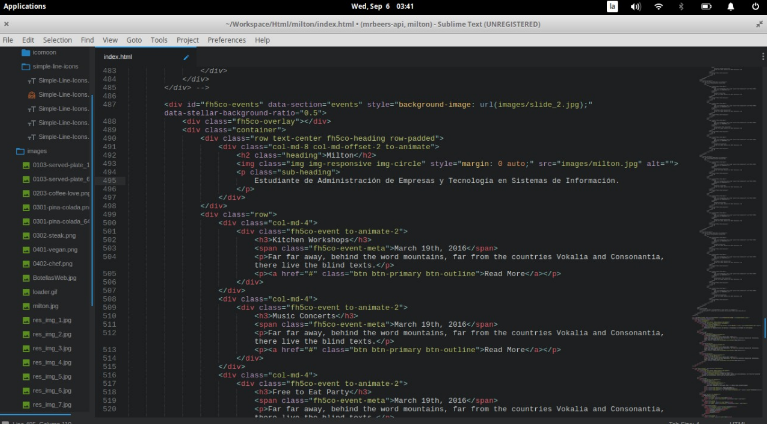 Applications
Wed, Sep 6 03:41
la
~/Workspace/Html/milton/index.html • (mrbeers-api, milton) - Sublime Text (UNREGISTERED)
File Edit Selection Find View Goto Tools Project Preferences Help
icomoon
simple-line-icons
Simple-Line-Icons.
Simple-Line-Icons.
Simple-Line-Icons.
Simple-Line-Icons.
Simple-Line-Icons.
images
0103-served-plate_1
0103-served-plate_6
0203-coffee-love.png
0301-pina-colada_1
0301-pina-colada_64
0302-steak.png
0401-vegan.png
0402-chef.png
BotellasWeb.jpg
loader.gif
milton.jpg
res_img_1.jpg
res_img_2.jpg
res_img_3.jpg
res_img_4.jpg
res_img_5.jpg
res_img_6.jpg
res_img_7.jpg
index.html
483 </div>
484 </div>
485 </div> -->
486
487 <div id="fh5co-events" data-section="events" style="background-image: url(images/slide_2.jpg);"
data-stellar-background-ratio="0.5">
488 <div class="fh5co-overlay"></div>
489 <div class="container">
490 <div class="row text-center fh5co-heading row-padded">
491 <div class="col-md-8 col-md-offset-2 to-animate">
492 <h2 class="heading">Milton</h2>
493 <img class="img img-responsive img-circle" style="margin: 0 auto;" src="images/milton.jpg" alt="">
494 <p class="sub-heading">
495 Estudiante de Administración de Empresas y Tecnología en Sistemas de Información.
496 </p>
497 </div>
498 </div>
499 <div class="row">
500 <div class="col-md-4">
501 <div class="fh5co-event to-animate-2">
502 <h3>Kitchen Workshops</h3>
503 <span class="fh5co-event-meta">March 19th, 2016</span>
504 <p>Far far away, behind the word mountains, far from the countries Vokalia and Consonantia,
there live the blind texts.</p>
505 <p><a href="#" class="btn btn-primary btn-outline">Read More</a></p>
506 </div>
507 </div>
508 <div class="col-md-4">
509 <div class="fh5co-event to-animate-2">
510 <h3>Music Concerts</h3>
511 <span class="fh5co-event-meta">March 19th, 2016</span>
512 <p>Far far away, behind the word mountains, far from the countries Vokalia and Consonantia,
there live the blind texts.</p>
513 <p><a href="#" class="btn btn-primary btn-outline">Read More</a></p>
514 </div>
515 </div>
516 <div class="col-md-4">
517 <div class="fh5co-event to-animate-2">
518 <h3>Free to Eat Party</h3>
519 <span class="fh5co-event-meta">March 19th, 2016</span>
520 <p>Far far away, behind the word mountains, far from the countries Vokalia and Consonantia,
there live the blind texts.</p>